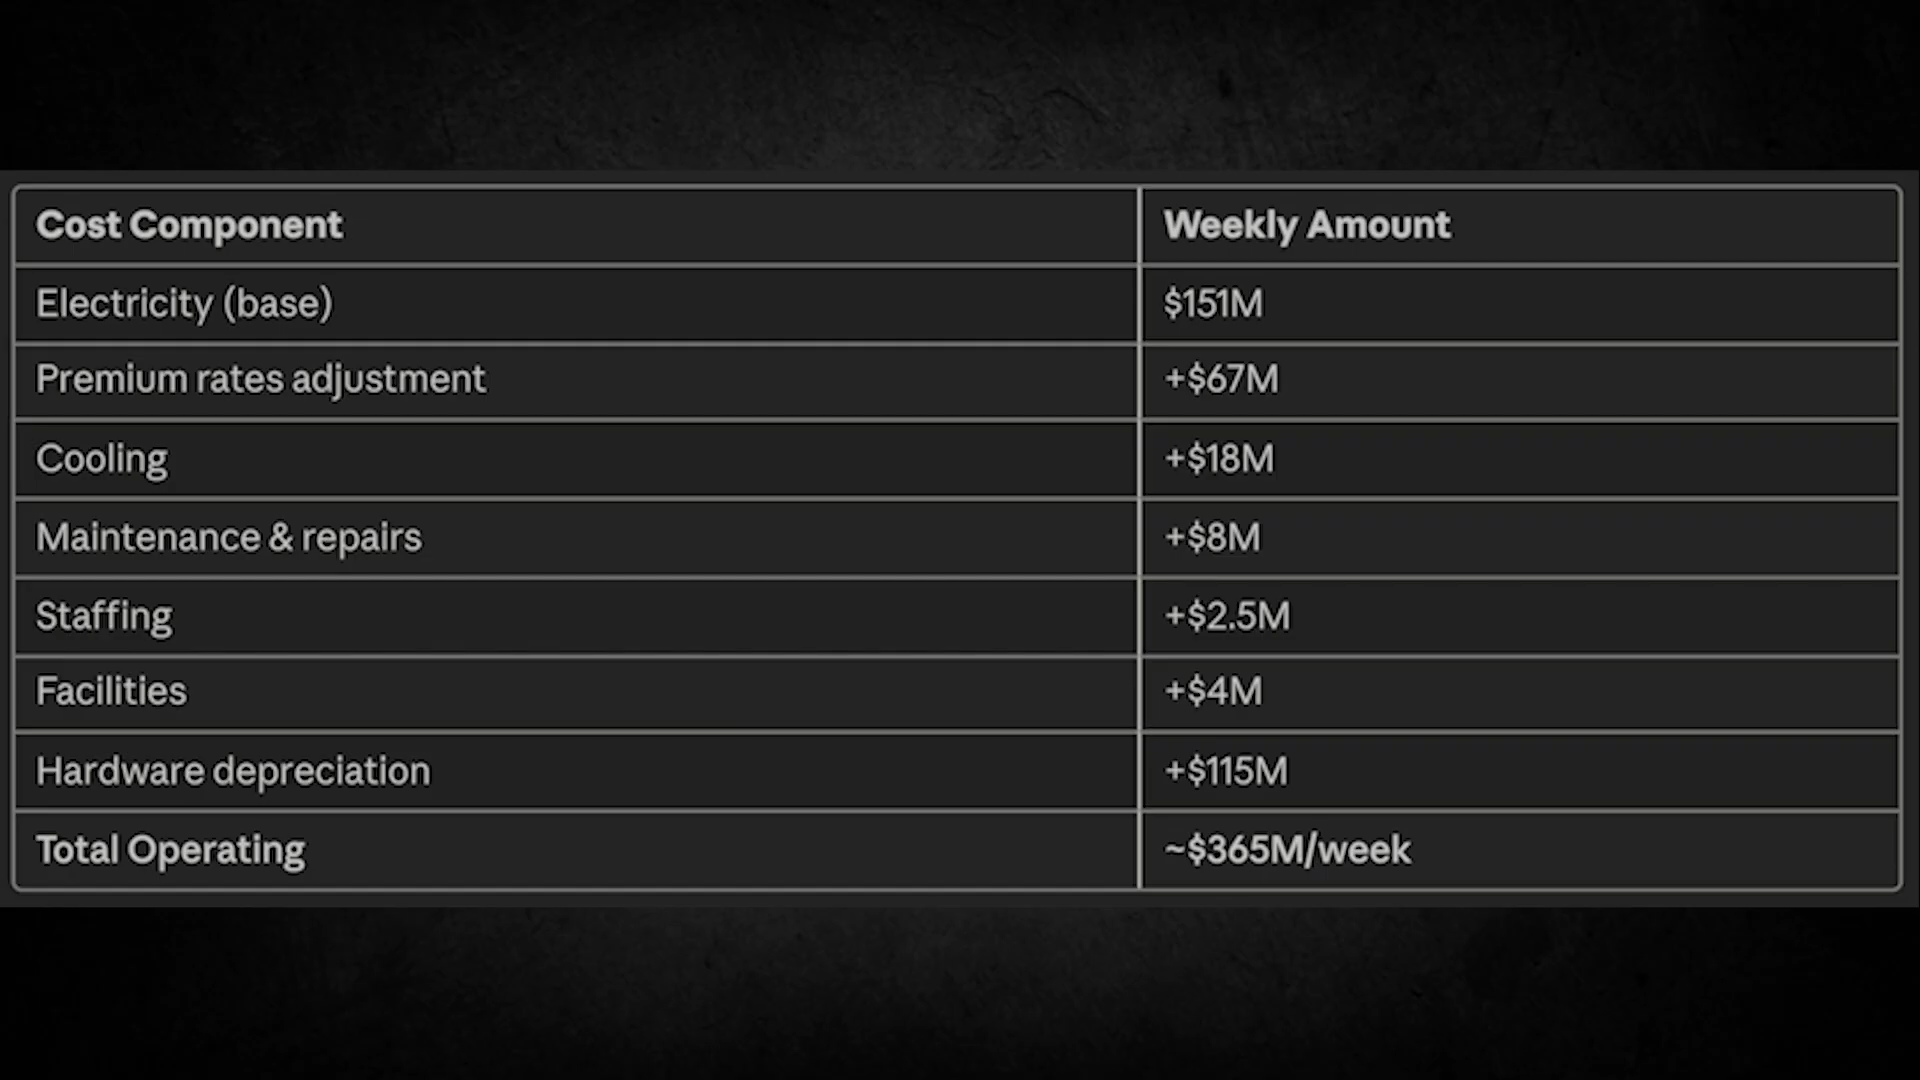 Cost Component Weekly Amount
Electricity (base) $151M
Premium rates adjustment +$67M
Cooling +$18M
Maintenance & repairs +$8M
Staffing +$2.5M
Facilities +$4M
Hardware depreciation +$115M
Total Operating ~$365M/week